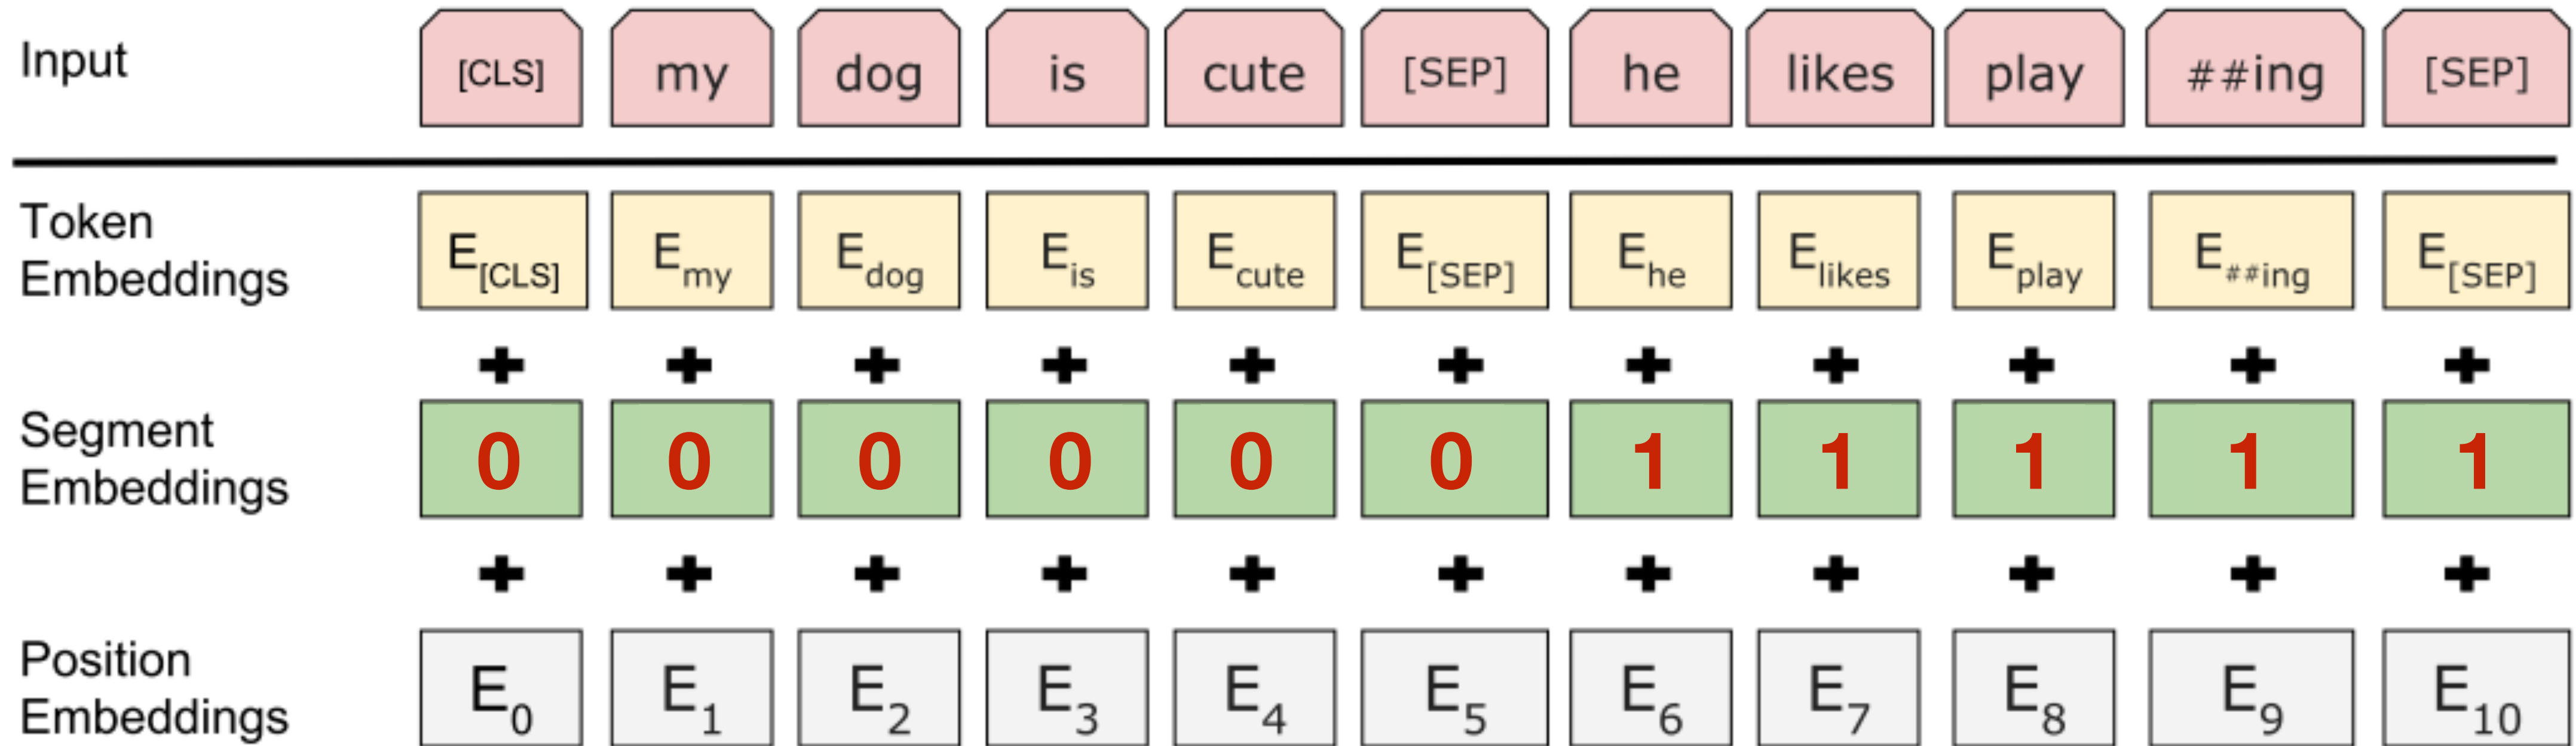 Input [CLS] my dog is cute [SEP] he likes play ##ing [SEP]
Token Embeddings E[CLS] Emy Edog Eis Ecute E[SEP] Ehe Elikes Eplay E##ing E[SEP]
+ + + + + + + + + + +
Segment Embeddings 0 0 0 0 0 0 1 1 1 1 1
+ + + + + + + + + + +
Position Embeddings E0 E1 E2 E3 E4 E5 E6 E7 E8 E9 E10